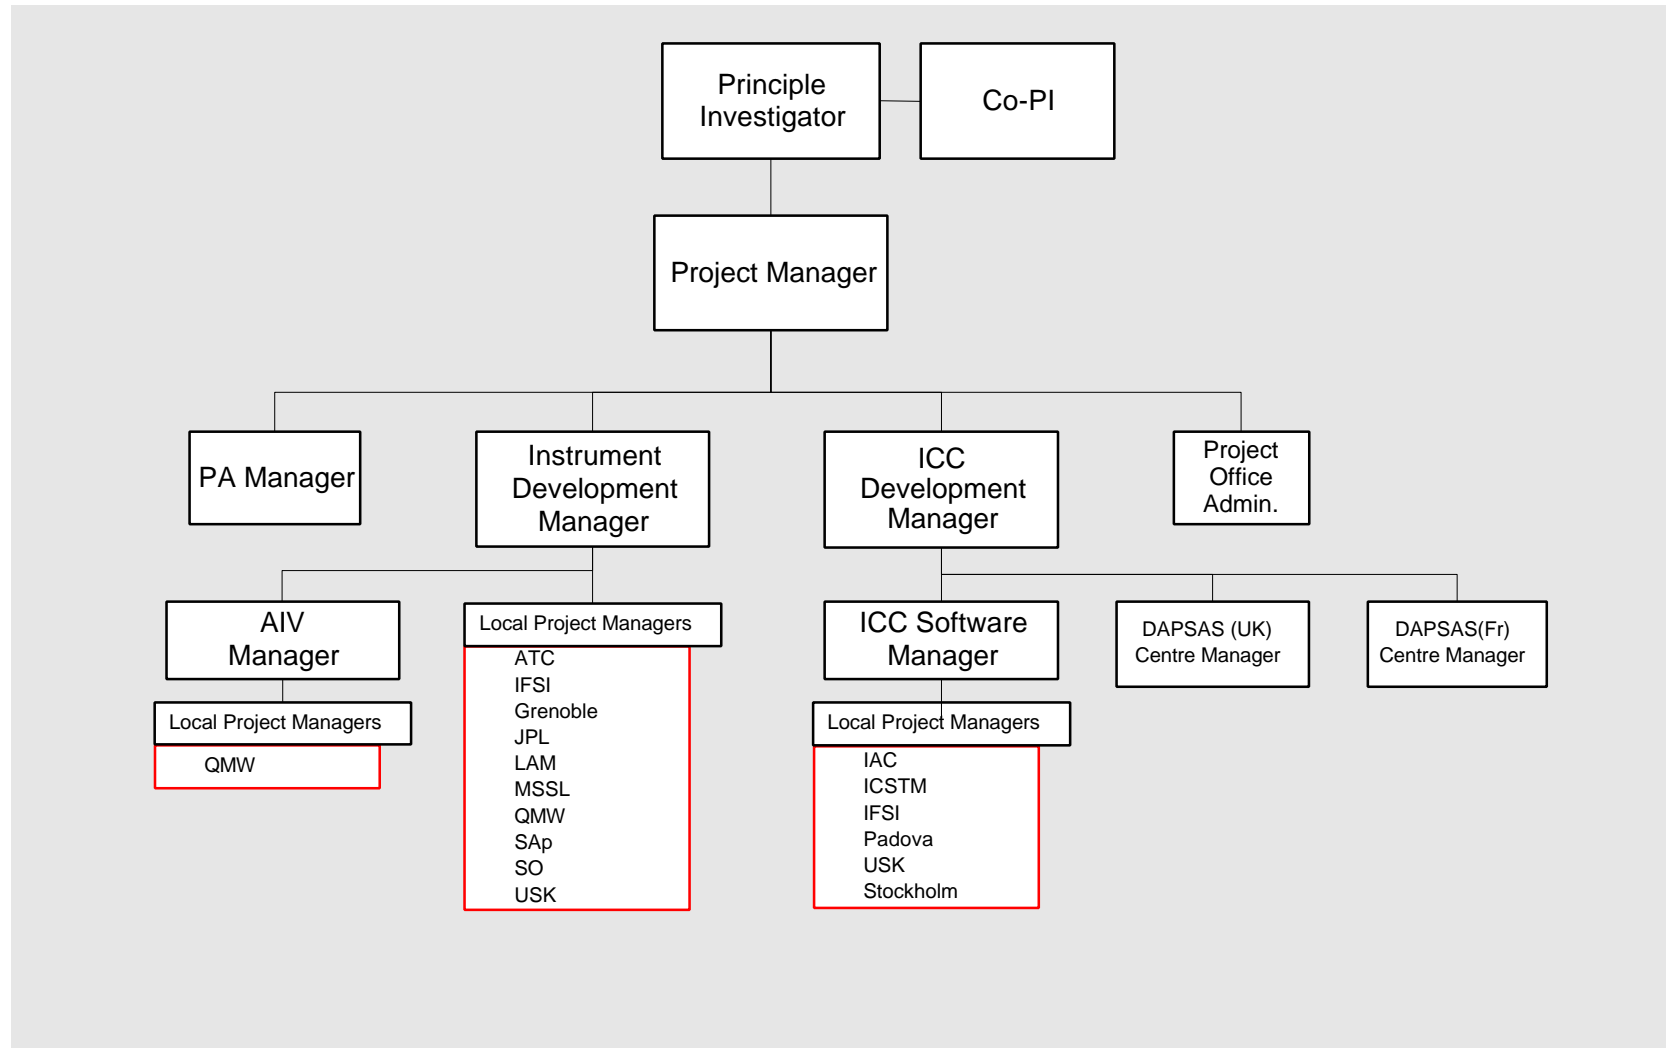 Principle
Investigator
Co-PI
Project Manager
PA Manager
Instrument
Development
Manager
ICC
Development
Manager
Project
Office
Admin.
AIV
Manager
Local Project Managers
QMW
Local Project Managers
ATC
IFSI
Grenoble
JPL
LAM
MSSL
QMW
SAp
SO
USK
ICC Software
Manager
Local Project Managers
IAC
ICSTM
IFSI
Padova
USK
Stockholm
DAPSAS (UK)
Centre Manager
DAPSAS(Fr)
Centre Manager